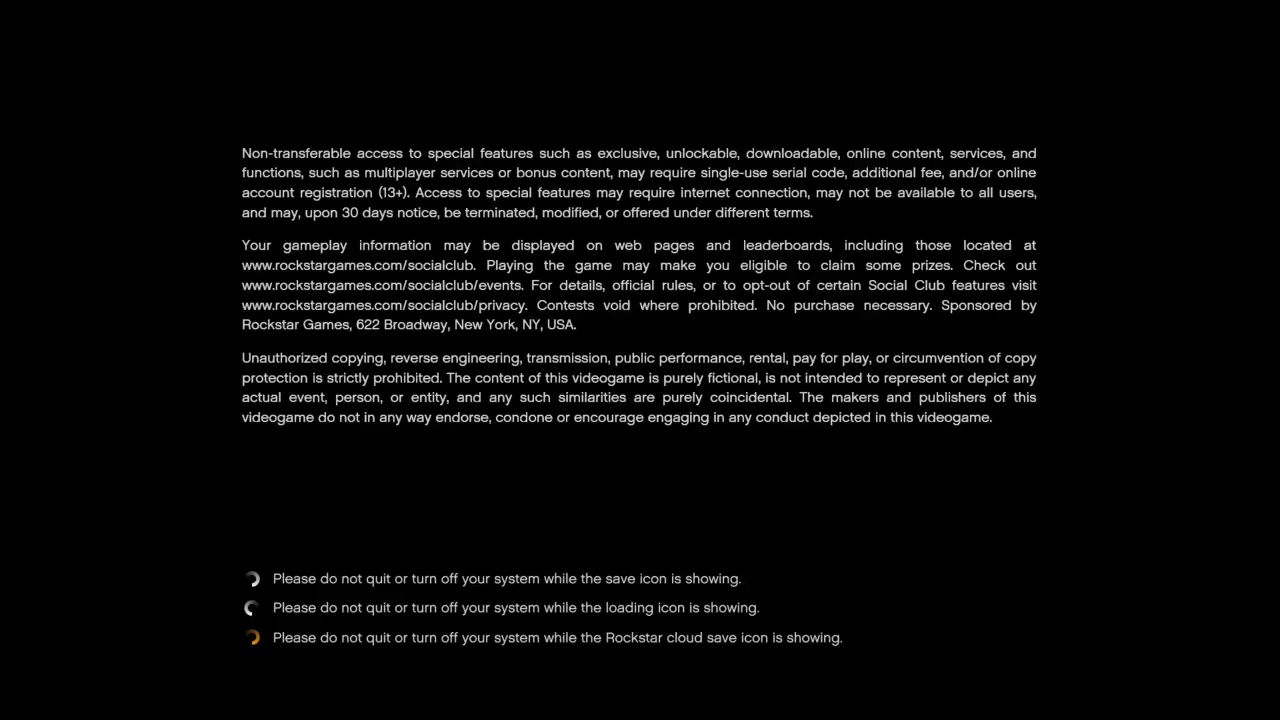 Non-transferable access to special features such as exclusive, unlockable, downloadable, online content, services, and
functions, such as multiplayer services or bonus content, may require single-use serial code, additional fee, and/or online
account registration (13+). Access to special features may require internet connection, may not be available to all users,
and may, upon 30 days notice, be terminated, modified, or offered under different terms.
Your gameplay information may be displayed on web pages and leaderboards, including those located at
www.rockstargames.com/socialclub. Playing the game may make you eligible to claim some prizes. Check out
www.rockstargames.com/socialclub/events. For details, official rules, or to opt-out of certain Social Club features visit
www.rockstargames.com/socialclub/privacy. Contests void where prohibited. No purchase necessary. Sponsored by
Rockstar Games, 622 Broadway, New York, NY, USA.
Unauthorized copying, reverse engineering, transmission, public performance, rental, pay for play, or circumvention of copy
protection is strictly prohibited. The content of this videogame is purely fictional, is not intended to represent or depict any
actual event, person, or entity, and any such similarities are purely coincidental. The makers and publishers of this
videogame do not in any way endorse, condone or encourage engaging in any conduct depicted in this videogame.
Please do not quit or turn off your system while the save icon is showing.
Please do not quit or turn off your system while the loading icon is showing.
Please do not quit or turn off your system while the Rockstar cloud save icon is showing.